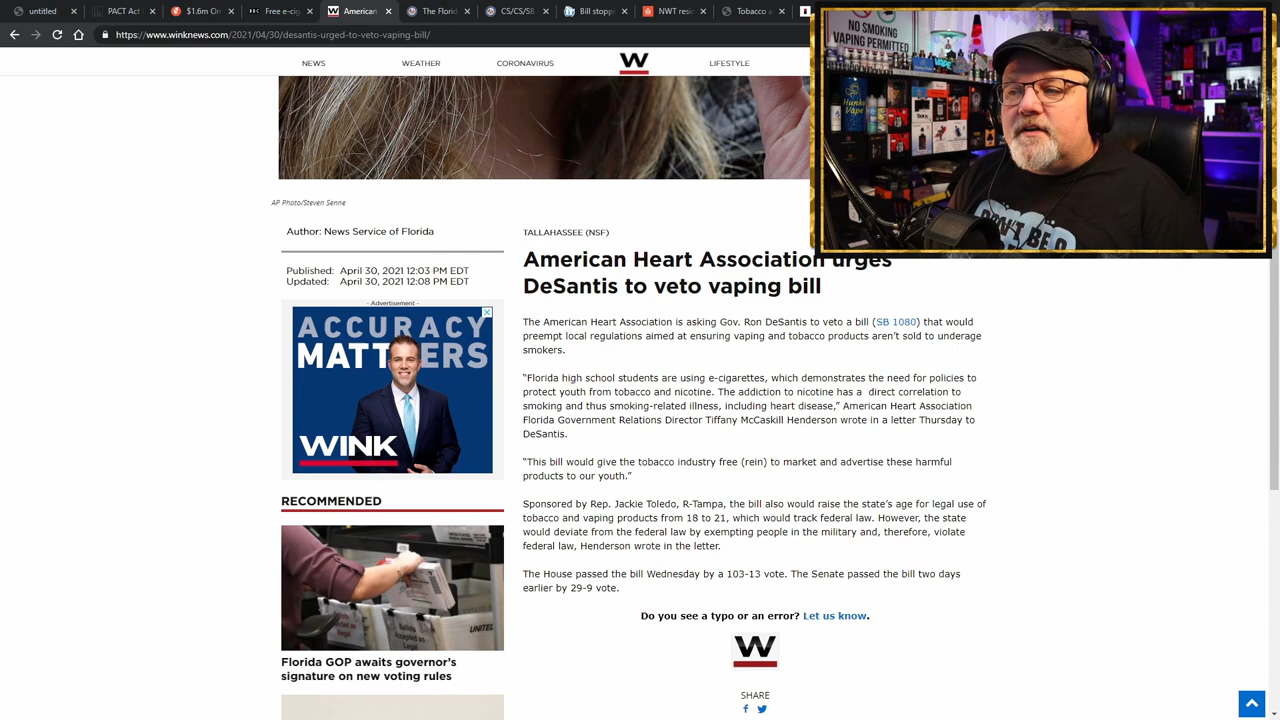 $1.6m O
Free e-cig
America
The Florida
CS/CS/SB
Bill stopp
NWT resi
Tobacco a
news.com/2021/04/30/desantis-urged-to-veto-vaping-bill/
NEWS
WEATHER
CORONAVIRUS
W
LIFESTYLE
NO SMOKING
VAPING PERMITTED
VAPE
Hunky
Vape
DON'T BE
AP Photo/Steven Senne
Author: News Service of Florida
Published: April 30, 2021 12:03 PM EDT
Updated: April 30, 2021 12:08 PM EDT
- Advertisement -
ACCURACY
MATTERS
WINK
RECOMMENDED
UNITED
Florida GOP awaits governor's
signature on new voting rules
TALLAHASSEE (NSF)
American Heart Association urges
DeSantis to veto vaping bill
The American Heart Association is asking Gov. Ron DeSantis to veto a bill (SB 1080) that would
preempt local regulations aimed at ensuring vaping and tobacco products aren't sold to underage
smokers.
“Florida high school students are using e-cigarettes, which demonstrates the need for policies to
protect youth from tobacco and nicotine. The addiction to nicotine has a direct correlation to
smoking and thus smoking-related illness, including heart disease,” American Heart Association
Florida Government Relations Director Tiffany McCaskill Henderson wrote in a letter Thursday to
DeSantis.
“This bill would give the tobacco industry free (rein) to market and advertise these harmful
products to our youth.”
Sponsored by Rep. Jackie Toledo, R-Tampa, the bill also would raise the state's age for legal use of
tobacco and vaping products from 18 to 21, which would track federal law. However, the state
would deviate from the federal law by exempting people in the military and, therefore, violate
federal law, Henderson wrote in the letter.
The House passed the bill Wednesday by a 103-13 vote. The Senate passed the bill two days
earlier by 29-9 vote.
Do you see a typo or an error? Let us know.
W
SHARE